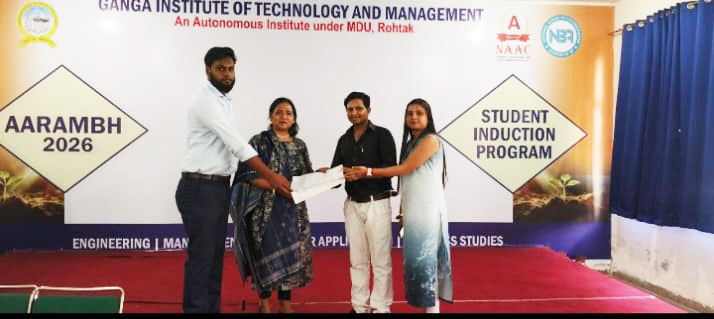 GANGA INSTITUTE OF TECHNOLOGY AND MANAGEMENT
An Autonomous Institute under MDU, Rohtak
NAAC
NBA
AARAMBH
2026
STUDENT
INDUCTION
PROGRAM
ENGINEERING |